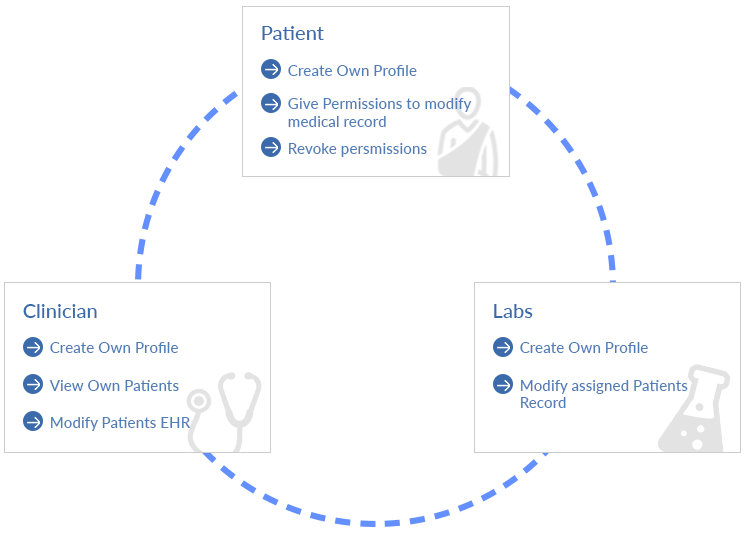 Patient
Create Own Profile
Give Permissions to modify
medical record
Revoke persmissions
Clinician
Create Own Profile
View Own Patients
Modify Patients EHR
Labs
Create Own Profile
Modify assigned Patients
Record